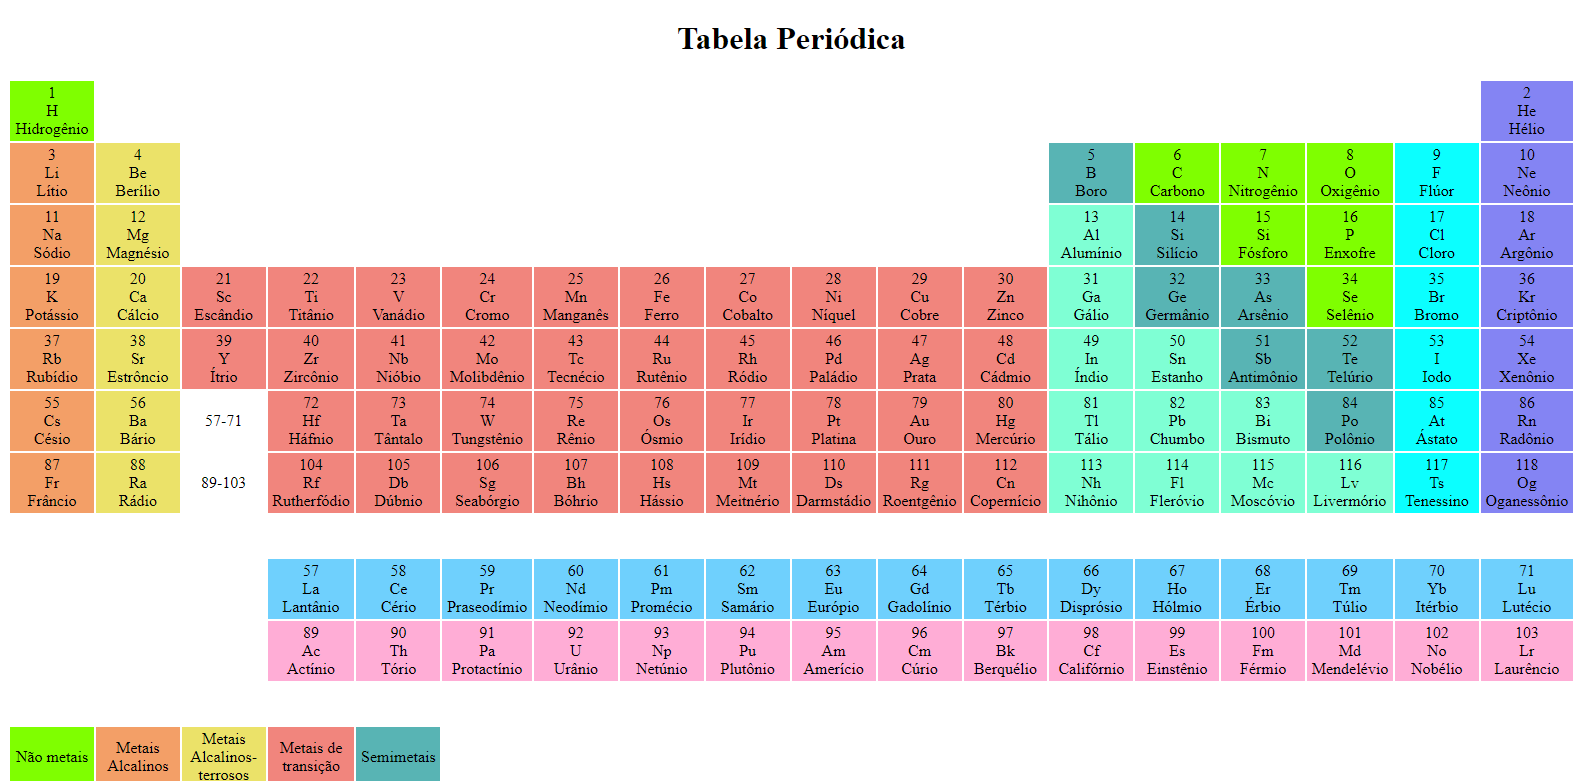 Tabela Periódica
1
H
Hidrogênio
2
He
Hélio
3
Li
Lítio
4
Be
Berílio
5
B
Boro
6
C
Carbono
7
N
Nitrogênio
8
O
Oxigênio
9
F
Flúor
10
Ne
Neônio
11
Na
Sódio
12
Mg
Magnésio
13
Al
Alumínio
14
Si
Silício
15
Si
Fósforo
16
P
Enxofre
17
Cl
Cloro
18
Ar
Argônio
19
K
Potássio
20
Ca
Cálcio
21
Sc
Escândio
22
Ti
Titânio
23
V
Vanádio
24
Cr
Cromo
25
Mn
Manganês
26
Fe
Ferro
27
Co
Cobalto
28
Ni
Níquel
29
Cu
Cobre
30
Zn
Zinco
31
Ga
Gálio
32
Ge
Germânio
33
As
Arsênio
34
Se
Selênio
35
Br
Bromo
36
Kr
Criptônio
37
Rb
Rubídio
38
Sr
Estrôncio
39
Y
Ítrio
40
Zr
Zircônio
41
Nb
Nióbio
42
Mo
Molibdênio
43
Tc
Tecnécio
44
Ru
Rutênio
45
Rh
Ródio
46
Pd
Paládio
47
Ag
Prata
48
Cd
Cádmio
49
In
Índio
50
Sn
Estanho
51
Sb
Antimônio
52
Te
Telúrio
53
I
Iodo
54
Xe
Xenônio
55
Cs
Césio
56
Ba
Bário
57-71
72
Hf
Háfnio
73
Ta
Tântalo
74
W
Tungstênio
75
Re
Rênio
76
Os
Ósmio
77
Ir
Irídio
78
Pt
Platina
79
Au
Ouro
80
Hg
Mercúrio
81
Tl
Tálio
82
Pb
Chumbo
83
Bi
Bismuto
84
Po
Polônio
85
At
Ástato
86
Rn
Radônio
87
Fr
Frâncio
88
Ra
Rádio
89-103
104
Rf
Rutherfódio
105
Db
Dúbnio
106
Sg
Seabórgio
107
Bh
Bóhrio
108
Hs
Hássio
109
Mt
Meitnério
110
Ds
Darmstádio
111
Rg
Roentgênio
112
Cn
Copernício
113
Nh
Nihônio
114
Fl
Fleróvio
115
Mc
Moscóvio
116
Lv
Livermório
117
Ts
Tenessino
118
Og
Oganessônio
57
La
Lantânio
58
Ce
Cério
59
Pr
Praseodímio
60
Nd
Neodímio
61
Pm
Promécio
62
Sm
Samário
63
Eu
Európio
64
Gd
Gadolínio
65
Tb
Térbio
66
Dy
Disprósio
67
Ho
Hólmio
68
Er
Érbio
69
Tm
Túlio
70
Yb
Itérbio
71
Lu
Lutécio
89
Ac
Actínio
90
Th
Tório
91
Pa
Protactínio
92
U
Urânio
93
Np
Netúnio
94
Pu
Plutônio
95
Am
Amerício
96
Cm
Cúrio
97
Bk
Berquélio
98
Cf
Califórnio
99
Es
Einstênio
100
Fm
Férmio
101
Md
Mendelévio
102
No
Nobélio
103
Lr
Laurêncio
Não metais
Metais
Alcalinos
Metais
Alcalinos-
terrosos
Metais de
transição
Semimetais